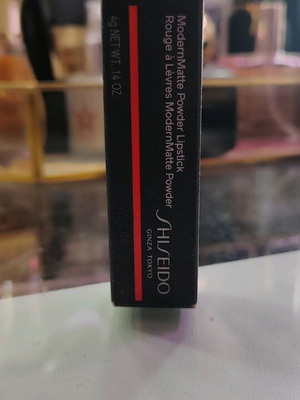 ModernMatte Powder Lipstick
Rouge à Lèvres ModernMatte Powder
SHISEIDO
GINZA TOKYO
4g NET WT. .14 OZ.